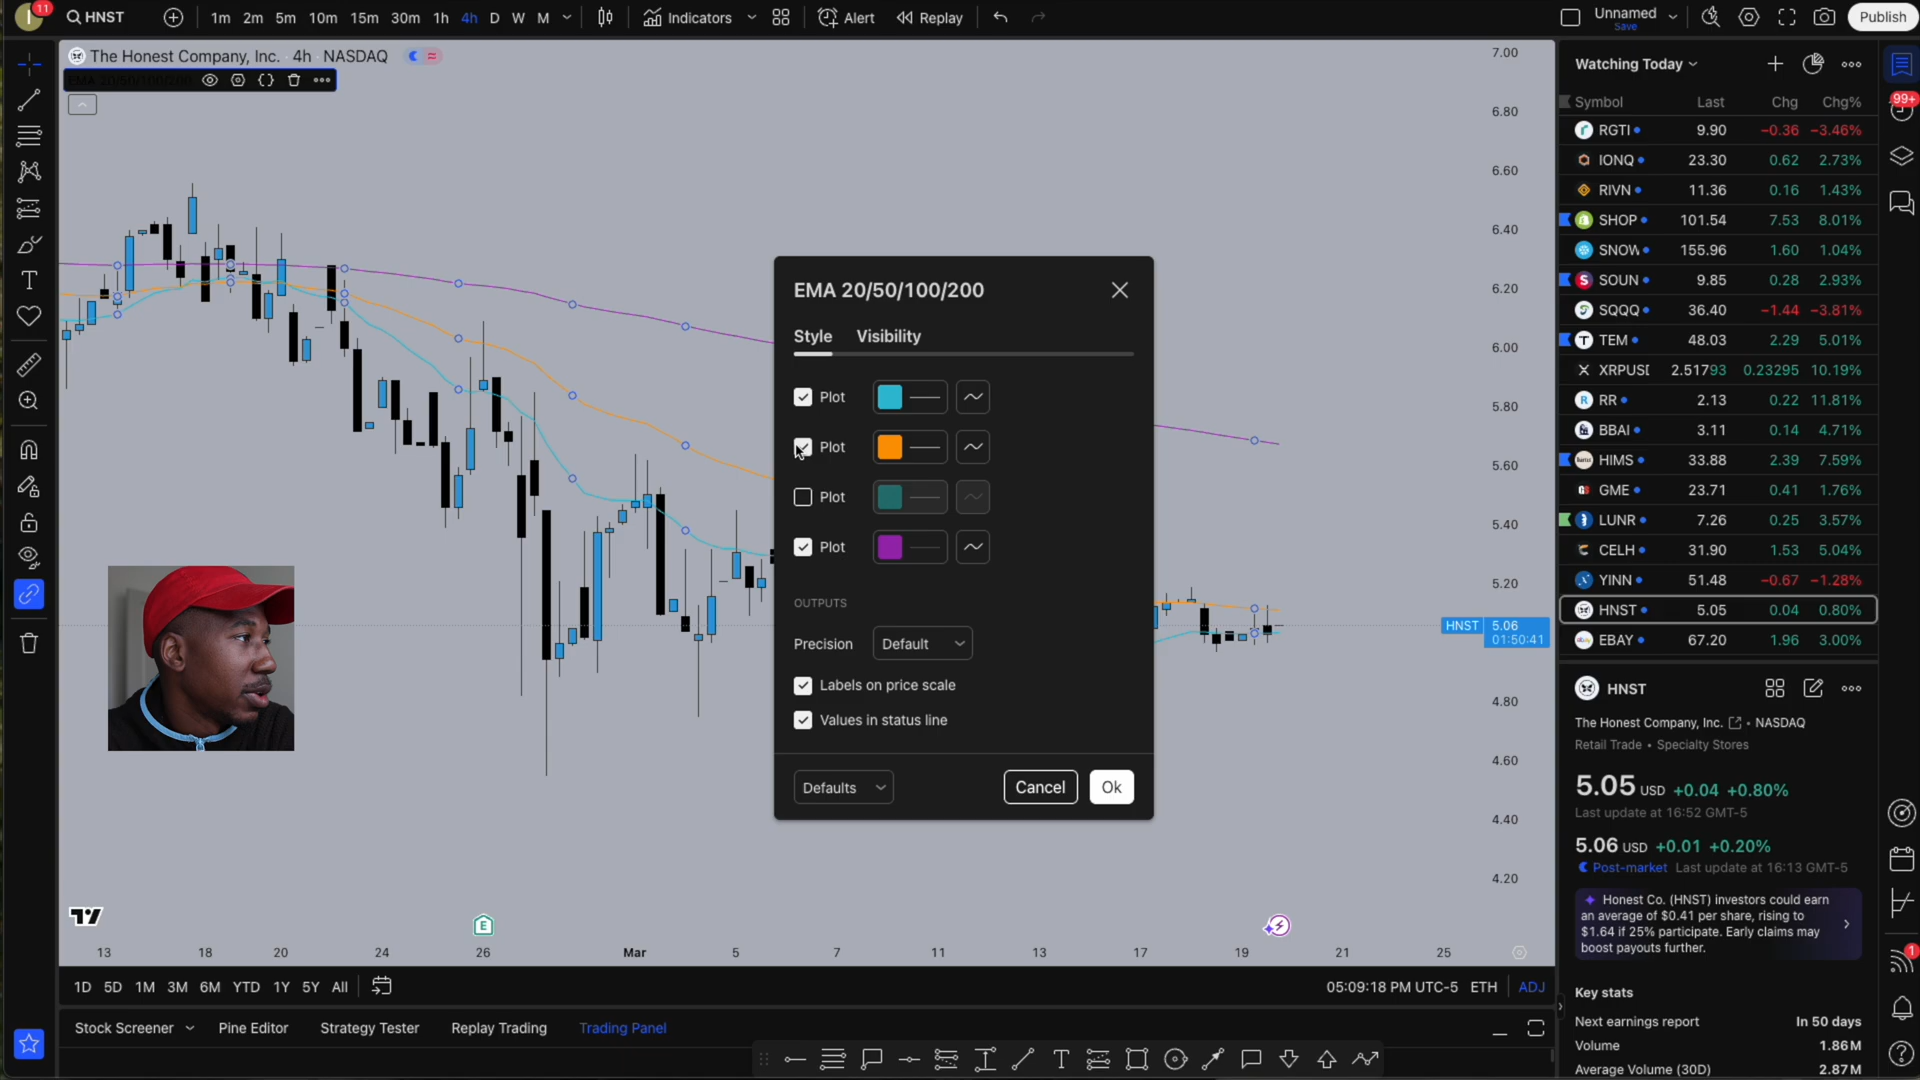 11
HNST
1m 2m 5m 10m 15m 30m 1h 4h D W M
Indicators
Alert
Replay
Unnamed
Save
Publish
The Honest Company, Inc. · 4h · NASDAQ
EMA 20/50/100/200
7.00
6.80
6.60
6.40
6.20
6.00
5.80
5.60
5.40
5.20
HNST 5.06
01:50:41
4.80
4.60
4.40
4.20
EMA 20/50/100/200
Style Visibility
Plot
Plot
Plot
Plot
OUTPUTS
Precision Default
Labels on price scale
Values in status line
Defaults Cancel Ok
E
13 18 20 24 26 Mar 5 7 11 13 17 19 21 25
1D 5D 1M 3M 6M YTD 1Y 5Y All
05:09:18 PM UTC-5 ETH ADJ
Stock Screener Pine Editor Strategy Tester Replay Trading Trading Panel
Watching Today
Symbol Last Chg Chg%
RGTI 9.90 −0.36 −3.46%
IONQ 23.30 0.62 2.73%
RIVN 11.36 0.16 1.43%
SHOP 101.54 7.53 8.01%
SNOW 155.96 1.60 1.04%
SOUN 9.85 0.28 2.93%
SQQQ 36.40 −1.44 −3.81%
TEM 48.03 2.29 5.01%
XRPUSI 2.51793 0.23295 10.19%
RR 2.13 0.22 11.81%
BBAI 3.11 0.14 4.71%
HIMS 33.88 2.39 7.59%
GME 23.71 0.41 1.76%
LUNR 7.26 0.25 3.57%
CELH 31.90 1.53 5.04%
YINN 51.48 −0.67 −1.28%
HNST 5.05 0.04 0.80%
EBAY 67.20 1.96 3.00%
99+
HNST
The Honest Company, Inc. • NASDAQ
Retail Trade • Specialty Stores
5.05 USD +0.04 +0.80%
Last update at 16:52 GMT-5
5.06 USD +0.01 +0.20%
Post-market Last update at 16:13 GMT-5
Honest Co. (HNST) investors could earn
an average of $0.41 per share, rising to
$1.64 if 25% participate. Early claims may
boost payouts further.
Key stats
Next earnings report In 50 days
Volume 1.86M
Average Volume (30D) 2.87M
1